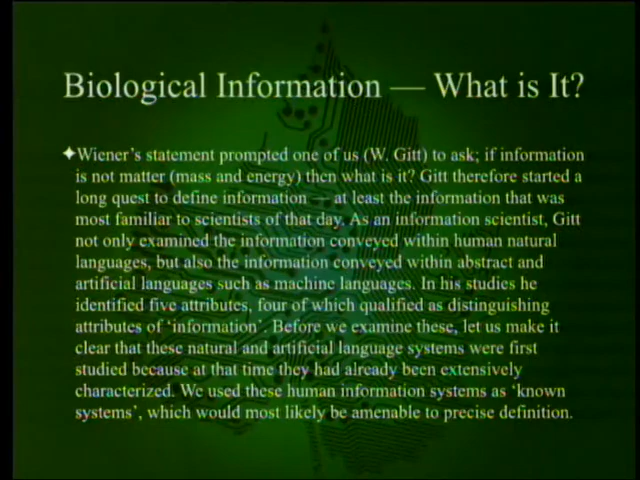 Biological Information — What is It?
✦Wiener's statement prompted one of us (W. Gitt) to ask; if information
is not matter (mass and energy) then what is it? Gitt therefore started a
long quest to define information — at least the information that was
most familiar to scientists of that day. As an information scientist, Gitt
not only examined the information conveyed within human natural
languages, but also the information conveyed within abstract and
artificial languages such as machine languages. In his studies he
identified five attributes, four of which qualified as distinguishing
attributes of 'information'. Before we examine these, let us make it
clear that these natural and artificial language systems were first
studied because at that time they had already been extensively
characterized. We used these human information systems as 'known
systems', which would most likely be amenable to precise definition.